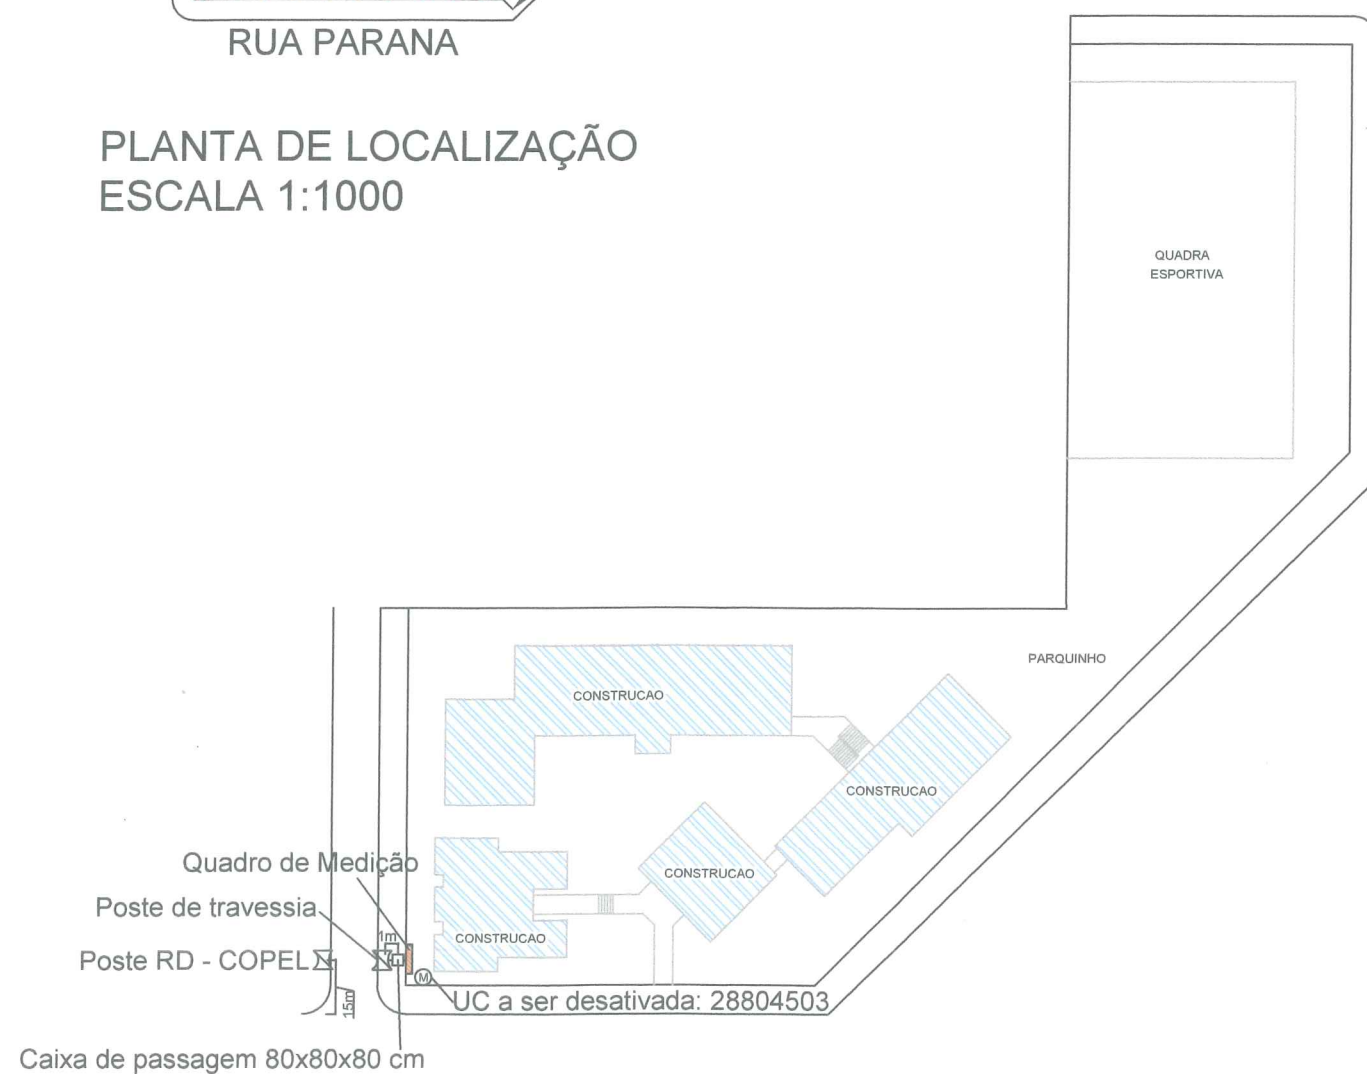 RUA PARANA
PLANTA DE LOCALIZAÇÃO
ESCALA 1:1000
QUADRA
ESPORTIVA
PARQUINHO
CONSTRUCAO
CONSTRUCAO
CONSTRUCAO
CONSTRUCAO
Quadro de Medição
Poste de travessia
1m
Poste RD - COPEL
M
UC a ser desativada: 28804503
15m
Caixa de passagem 80x80x80 cm